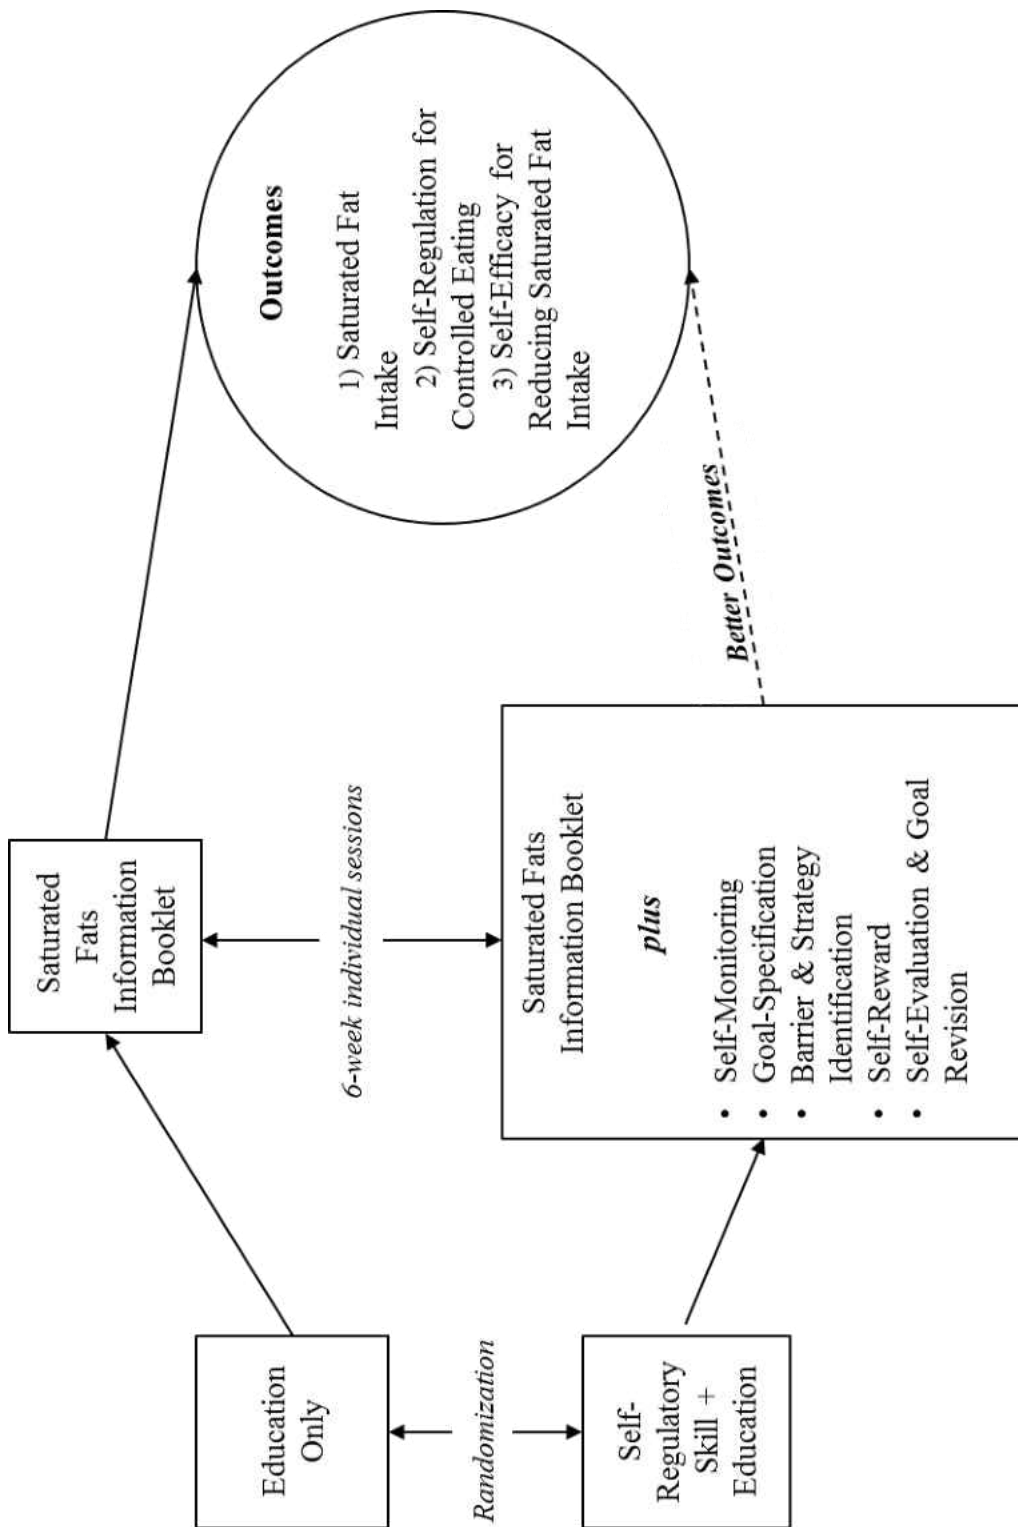 Education
Only
Randomization
Self-
Regulatory
Skill +
Education
Saturated
Fats
Information
Booklet
6-week individual sessions
Saturated Fats
Information Booklet
plus
• Self-Monitoring
• Goal-Specification
• Barrier & Strategy
Identification
• Self-Reward
• Self-Evaluation & Goal
Revision
Better Outcomes
Outcomes
1) Saturated Fat
Intake
2) Self-Regulation for
Controlled Eating
3) Self-Efficacy for
Reducing Saturated Fat
Intake